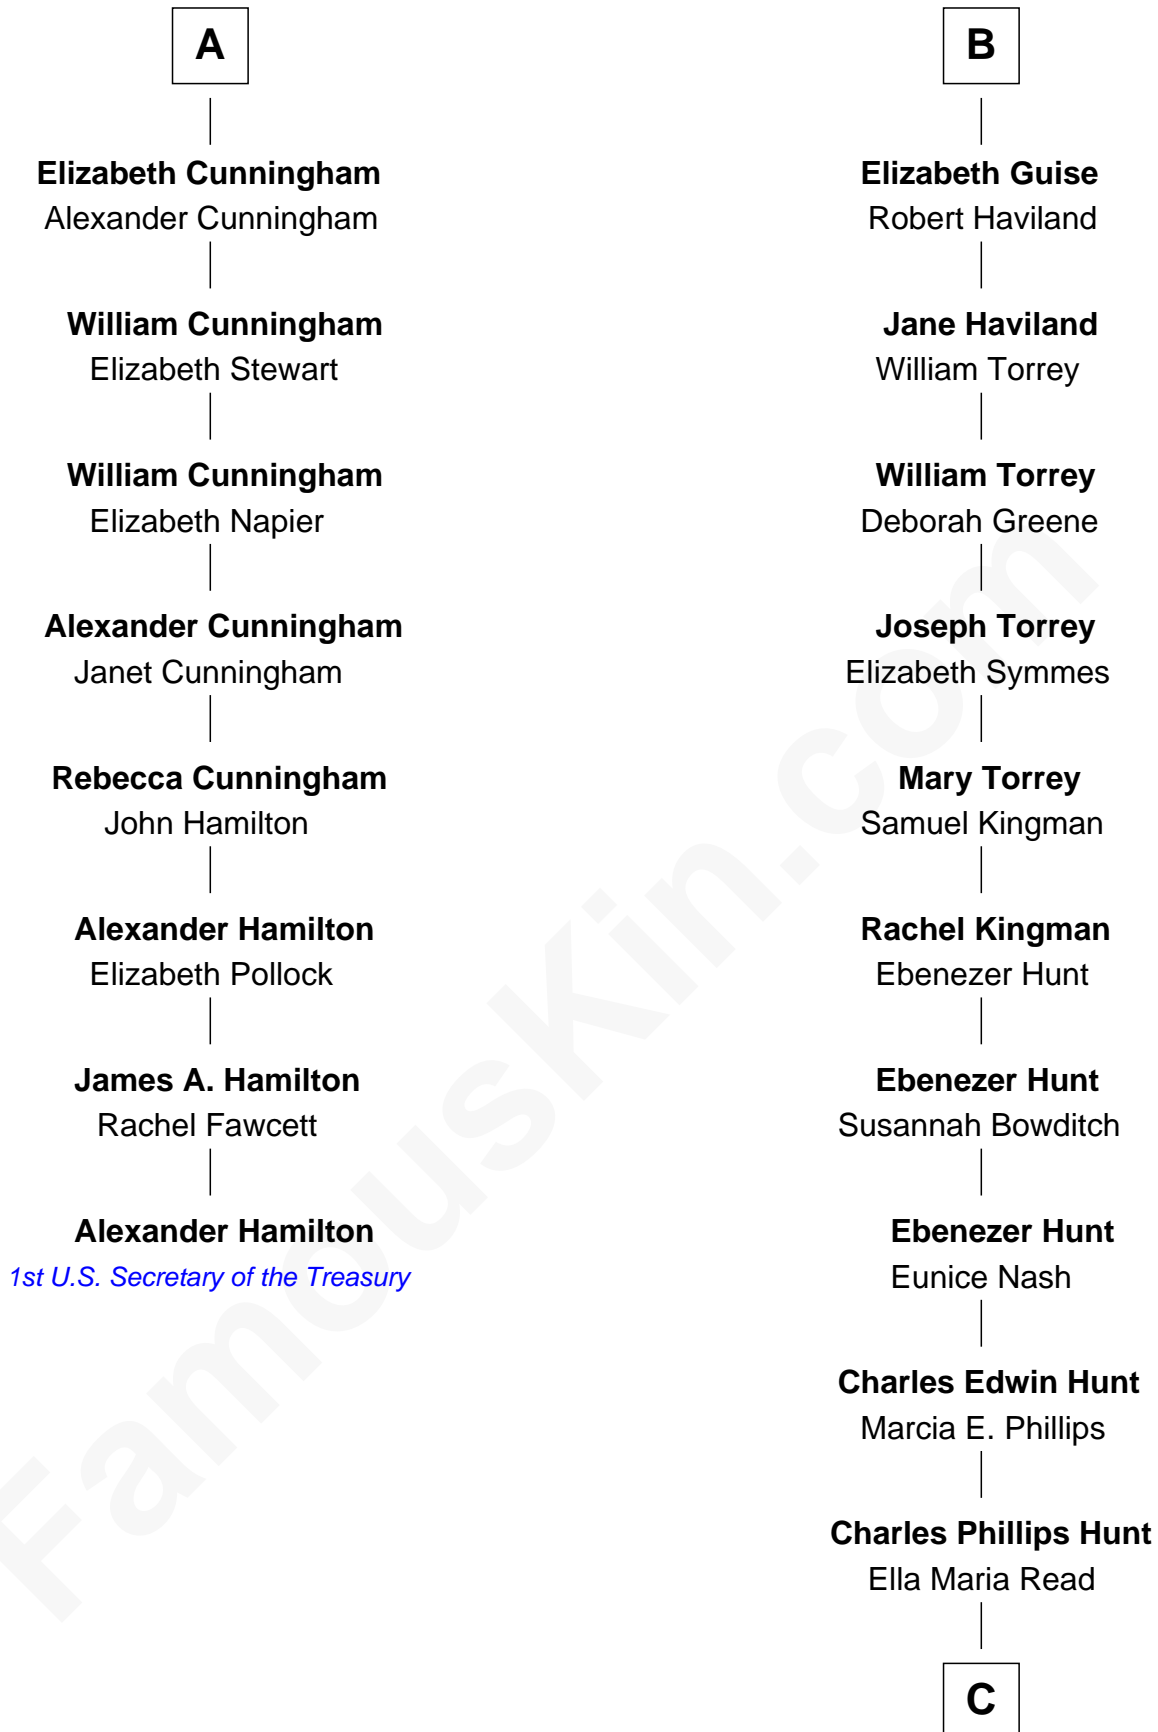 A
Elizabeth Cunningham
Alexander Cunningham
William Cunningham
Elizabeth Stewart
William Cunningham
Elizabeth Napier
Alexander Cunningham
Janet Cunningham
Rebecca Cunningham
John Hamilton
Alexander Hamilton
Elizabeth Pollock
James A. Hamilton
Rachel Fawcett
Alexander Hamilton
1st U.S. Secretary of the Treasury
B
Elizabeth Guise
Robert Haviland
Jane Haviland
William Torrey
William Torrey
Deborah Greene
Joseph Torrey
Elizabeth Symmes
Mary Torrey
Samuel Kingman
Rachel Kingman
Ebenezer Hunt
Ebenezer Hunt
Susannah Bowditch
Ebenezer Hunt
Eunice Nash
Charles Edwin Hunt
Marcia E. Phillips
Charles Phillips Hunt
Ella Maria Read
C
FamousKin.com